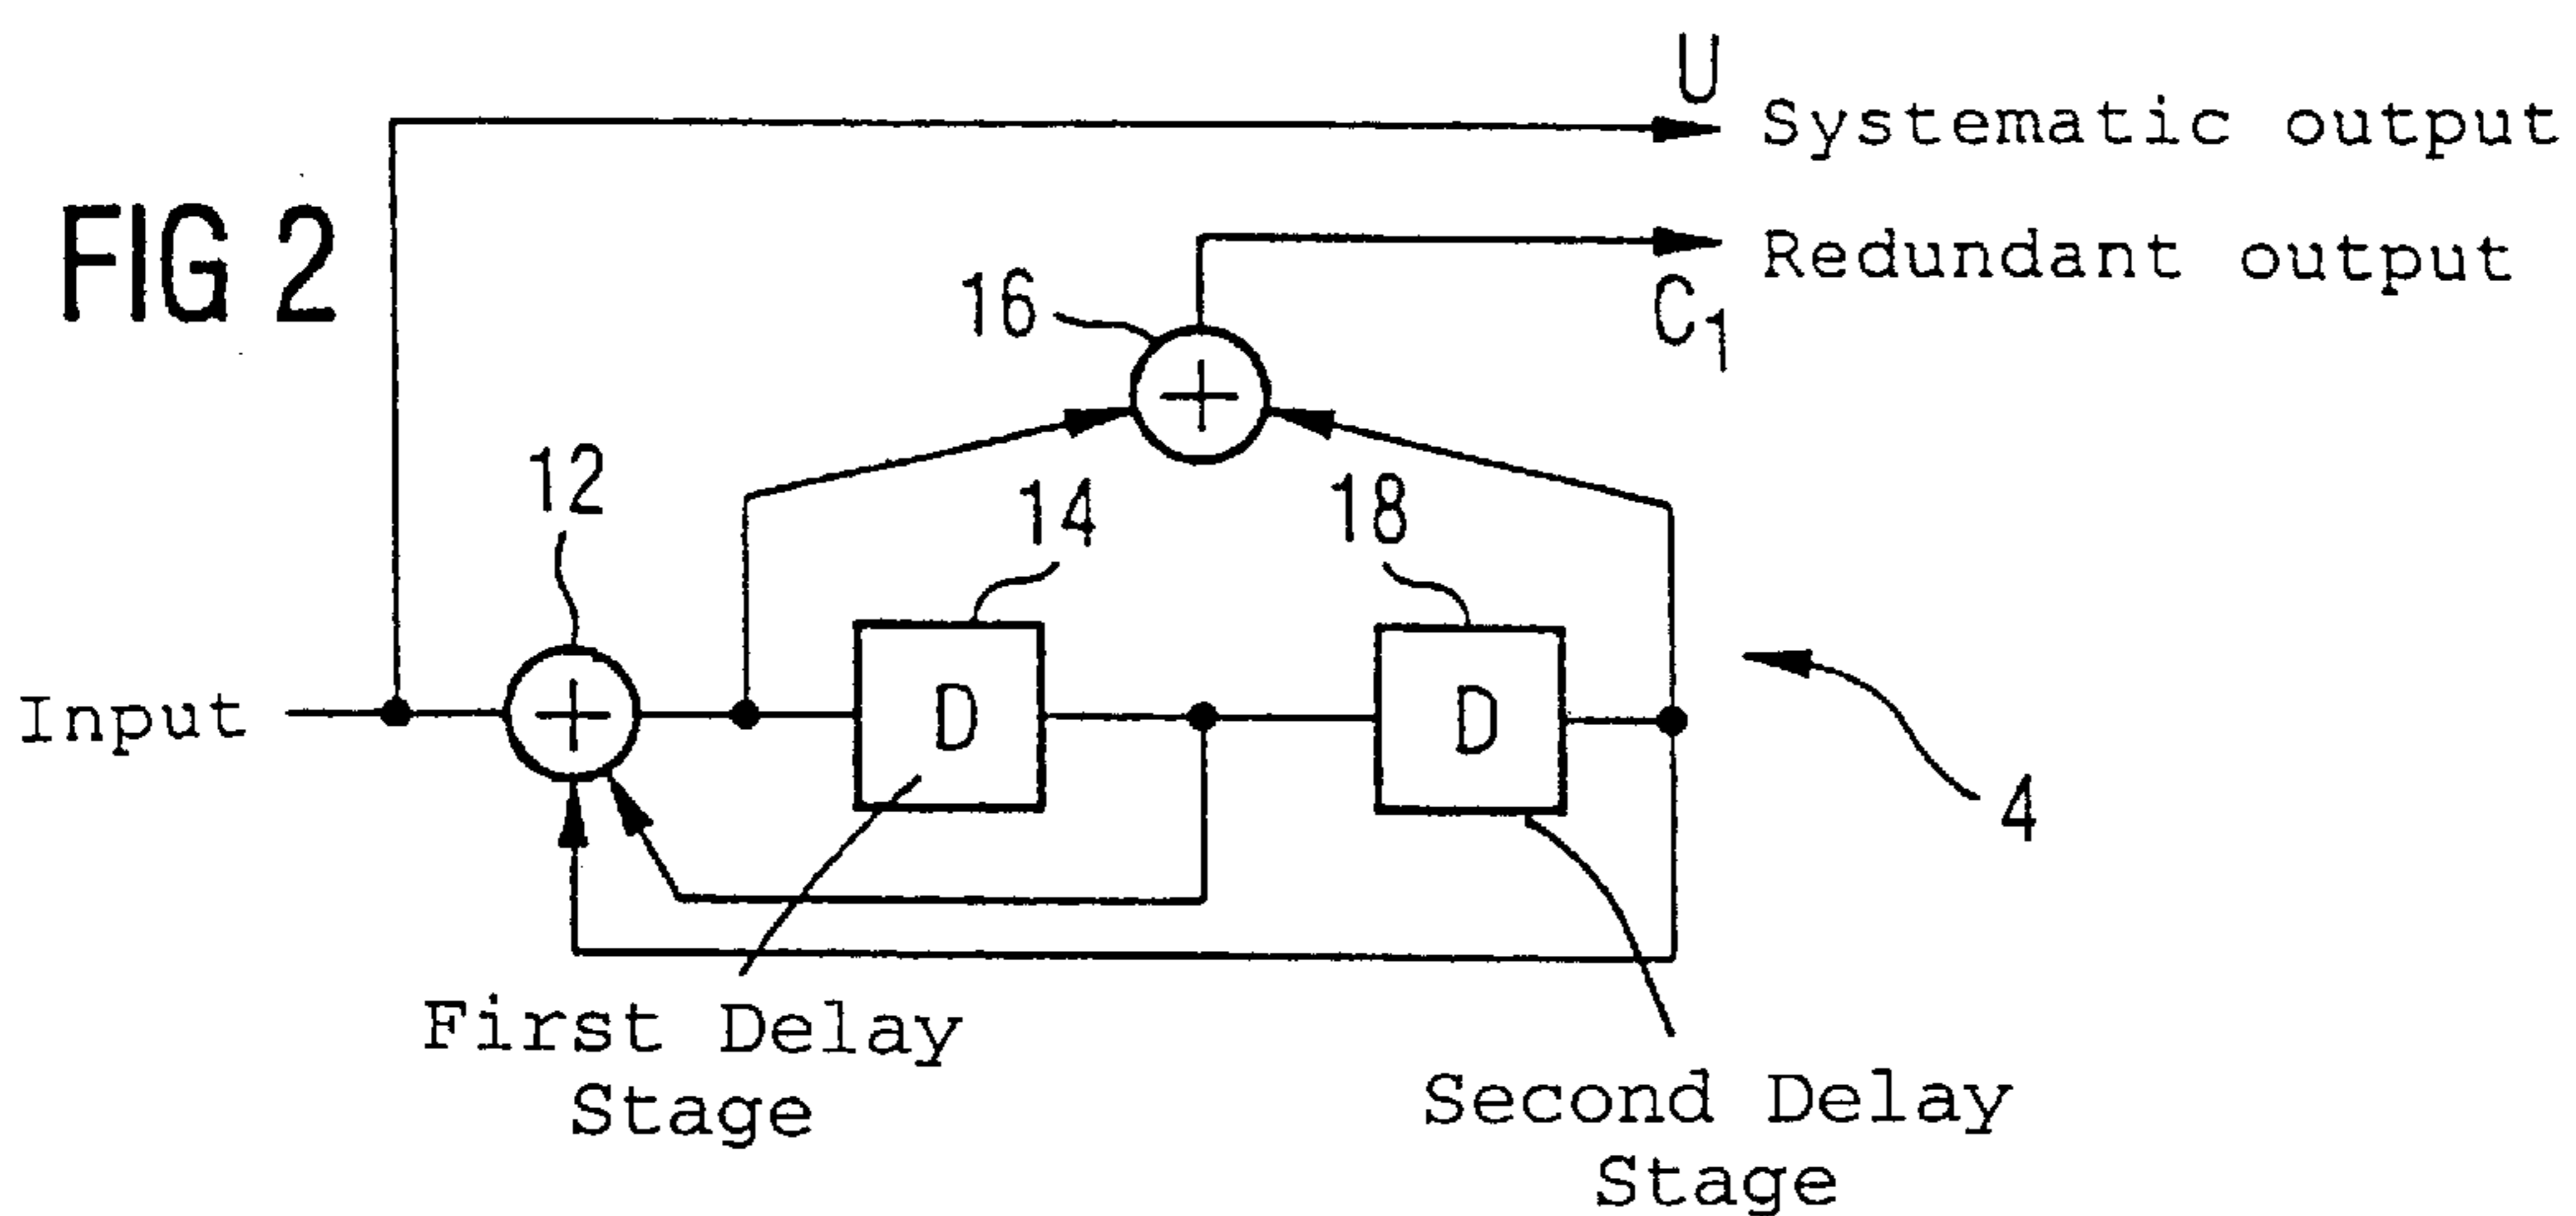 U
Systematic output
FIG 2
Redundant output
C1
16
12
14
18
+
+
Input
D
D
4
First Delay
Stage
Second Delay
Stage